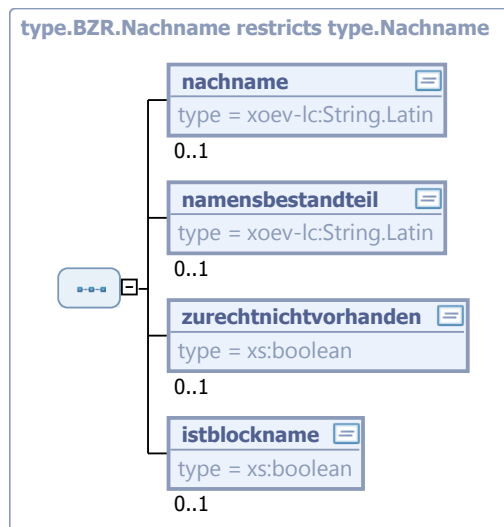 type.BZR.Nachname restricts type.Nachname
nachname
type = xoev-lc:String.Latin
0..1
namensbestandteil
type = xoev-lc:String.Latin
0..1
zurechtnichtvorhanden
type = xs:boolean
0..1
istblockname
type = xs:boolean
0..1